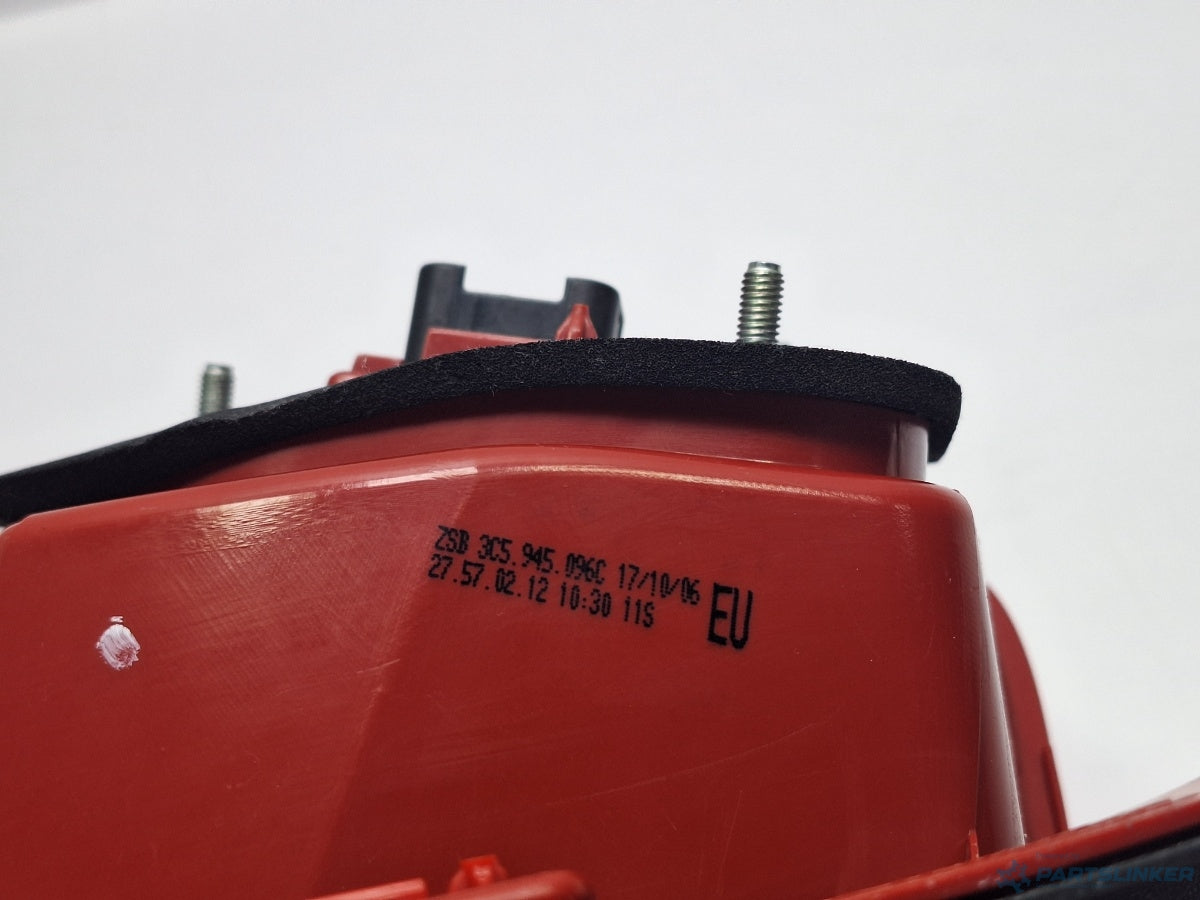 ZSB 3C5.945.096C 17/10/06
27.57.02.12 10:30 11S
EU
PARTSLINKER